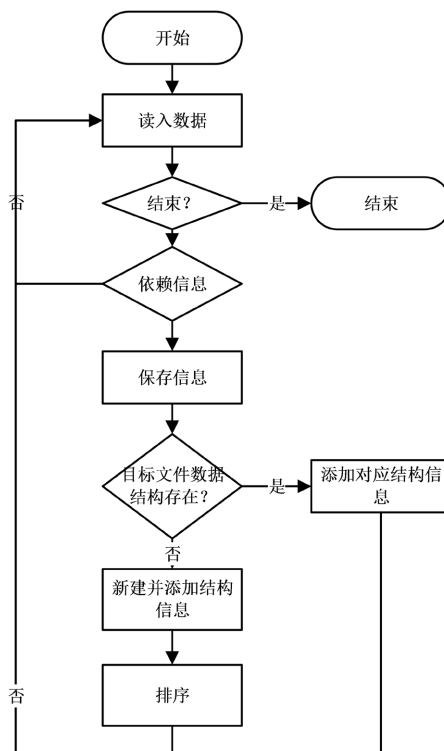 开始
读入数据
否
结束？
是
结束
依赖信息
保存信息
目标文件数据
结构存在？
是
添加对应结构信
息
否
新建并添加结构
信息
否
排序